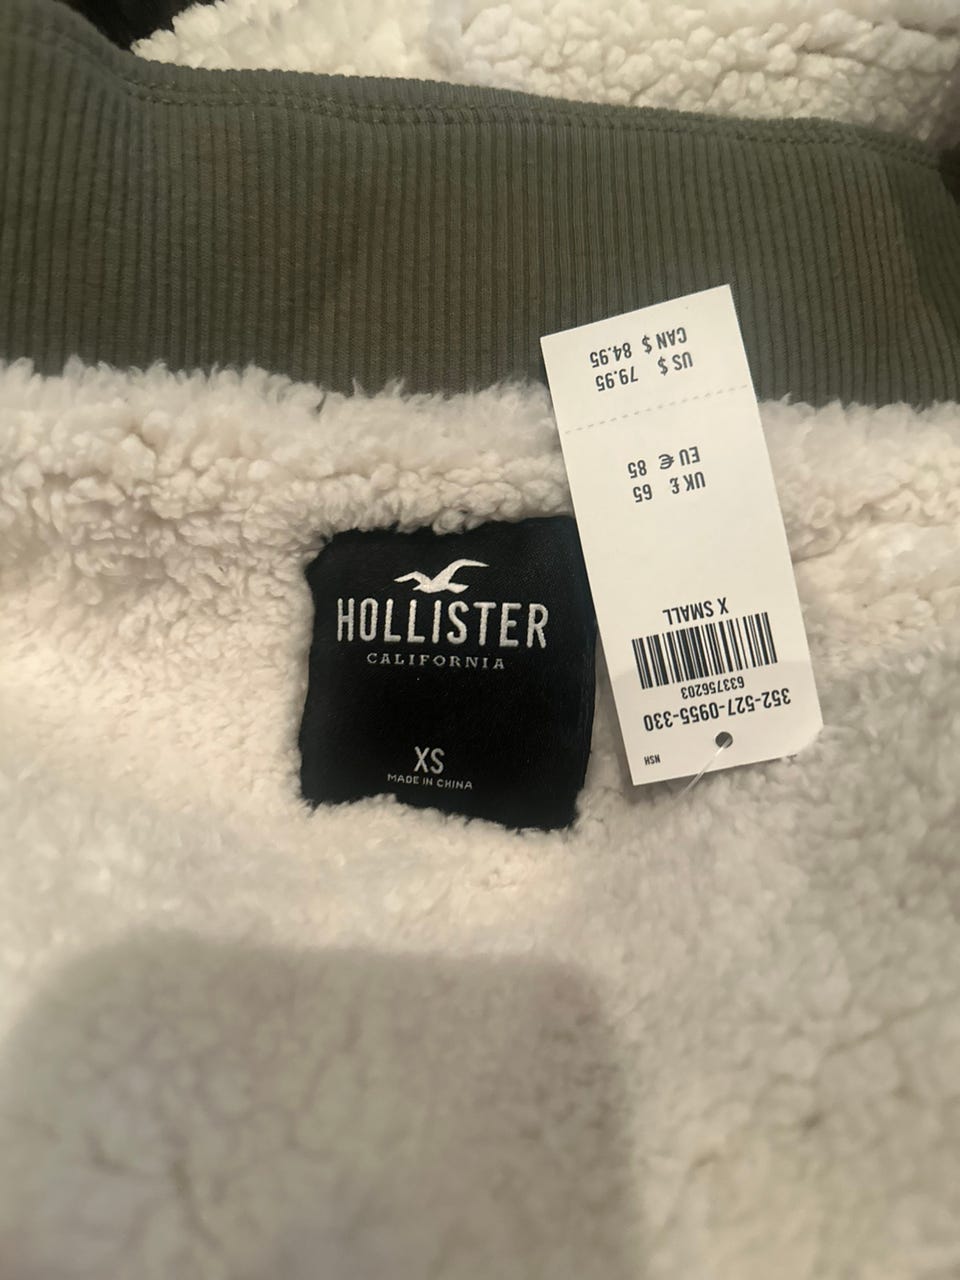 HOLLISTER
CALIFORNIA
XS
MADE IN CHINA
NSH
352-527-0955-330
633756203
X SMALL
UK £ 65
EU € 85
US $ 79.95
CAN $ 84.95